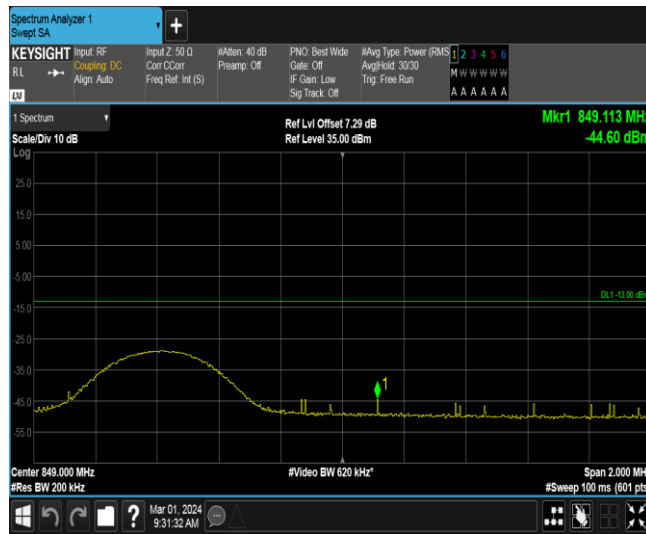 Spectrum Analyzer 1
Swept SA
+
KEYSIGHT
RL
LXI
Input: RF
Coupling: DC
Align: Auto
Input Z: 50 Ω
Corr CCorr
Freq Ref: Int (S)
#Atten: 40 dB
Preamp: Off
PNO: Best Wide
Gate: Off
IF Gain: Low
Sig Track: Off
#Avg Type: Power (RMS
Avg|Hold: 30/30
Trig: Free Run
1 2 3 4 5 6
M W W W W W
A A A A A A
1 Spectrum
Scale/Div 10 dB
Log
Ref Lvl Offset 7.29 dB
Ref Level 35.00 dBm
Mkr1 849.113 MHz
-44.60 dBm
25.0
15.0
5.00
-5.00
DL1 -13.00 dBm
-15.0
-25.0
-35.0
1
-45.0
-55.0
Center 849.000 MHz
#Res BW 200 kHz
#Video BW 620 kHz*
Span 2.000 MHz
#Sweep 100 ms (601 pts
?
Mar 01, 2024
9:31:32 AM